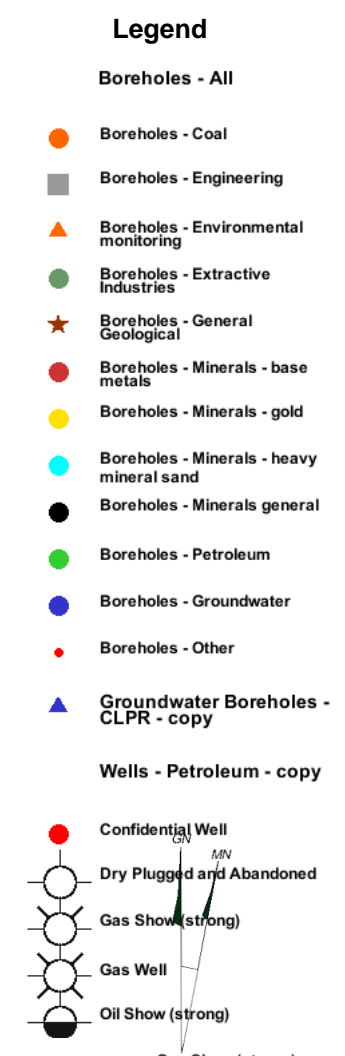 Legend
Boreholes - All
Boreholes - Coal
Boreholes - Engineering
Boreholes - Environmental
monitoring
Boreholes - Extractive
Industries
Boreholes - General
Geological
Boreholes - Minerals - base
metals
Boreholes - Minerals - gold
Boreholes - Minerals - heavy
mineral sand
Boreholes - Minerals general
Boreholes - Petroleum
Boreholes - Groundwater
Boreholes - Other
Groundwater Boreholes -
CLPR - copy
Wells - Petroleum - copy
Confidential Well
GN
MN
Dry Plugged and Abandoned
Gas Show (strong)
Gas Well
Oil Show (strong)